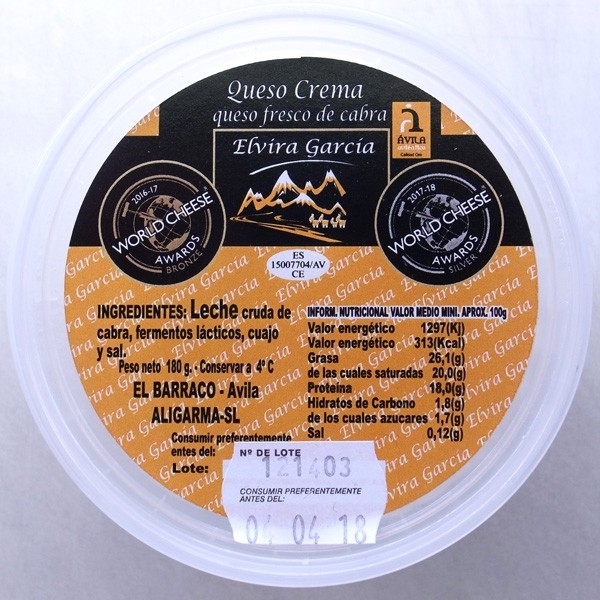 Queso Crema
queso fresco de cabra
Elvira García
ÁVILA
auténtica
Calidad Oro
2016-17
WORLD CHEESE
AWARDS
BRONZE
2017-18
WORLD CHEESE
AWARDS
SILVER
ES
15007704/AV
CE
INGREDIENTES: Leche cruda de
cabra, fermentos lácticos, cuajo
y sal.
Peso neto 180 g. - Conservar a 4º C
EL BARRACO - Avila
ALIGARMA-SL
Consumir preferentemente
antes del:
Lote:
INFORM. NUTRICIONAL VALOR MEDIO MINI. APROX. 100g
Valor energético 1297(Kj)
Valor energético 313(Kcal)
Grasa 26,1(g)
de las cuales saturadas 20,0(g)
Proteína 18,0(g)
Hidratos de Carbono 1,8(g)
de los cuales azucares 1,7(g)
Sal 0,12(g)
Nº DE LOTE
121403
CONSUMIR PREFERENTEMENTE
ANTES DEL:
04 04 18